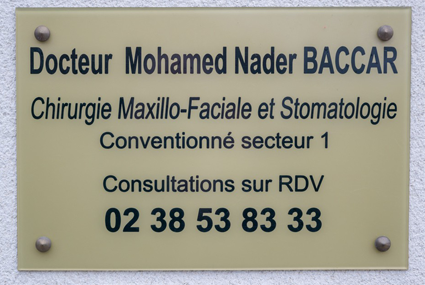 Docteur Mohamed Nader BACCAR
Chirurgie Maxillo-Faciale et Stomatologie
Conventionné secteur 1
Consultations sur RDV
02 38 53 83 33